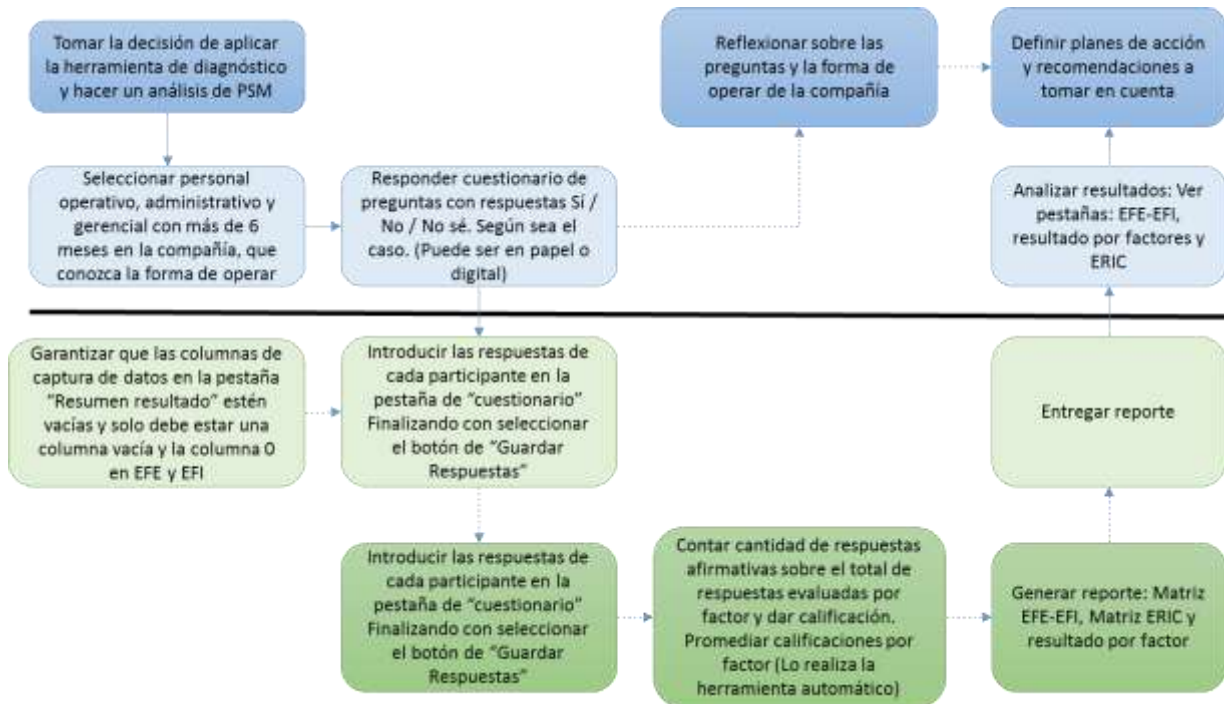 Tomar la decisión de aplicar
la herramienta de diagnóstico
y hacer un análisis de PSM
Reflexionar sobre las
preguntas y la forma de
operar de la compañía
Definir planes de acción
y recomendaciones a
tomar en cuenta
Seleccionar personal
operativo, administrativo y
gerencial con más de 6
meses en la compañía, que
conozca la forma de operar
Responder cuestionario de
preguntas con respuestas Sí /
No / No sé. Según sea el
caso. (Puede ser en papel o
digital)
Analizar resultados: Ver
pestañas: EFE-EFI,
resultado por factores y
ERIC
Garantizar que las columnas de
captura de datos en la pestaña
“Resumen resultado” estén
vacías y solo debe estar una
columna vacía y la columna 0
en EFE y EFI
Introducir las respuestas de
cada participante en la
pestaña de “cuestionario”
Finalizando con seleccionar
el botón de “Guardar
Respuestas”
Entregar reporte
Introducir las respuestas de
cada participante en la
pestaña de “cuestionario”
Finalizando con seleccionar
el botón de “Guardar
Respuestas”
Contar cantidad de respuestas
afirmativas sobre el total de
respuestas evaluadas por
factor y dar calificación.
Promediar calificaciones por
factor (Lo realiza la
herramienta automático)
Generar reporte: Matriz
EFE-EFI, Matriz ERIC y
resultado por factor